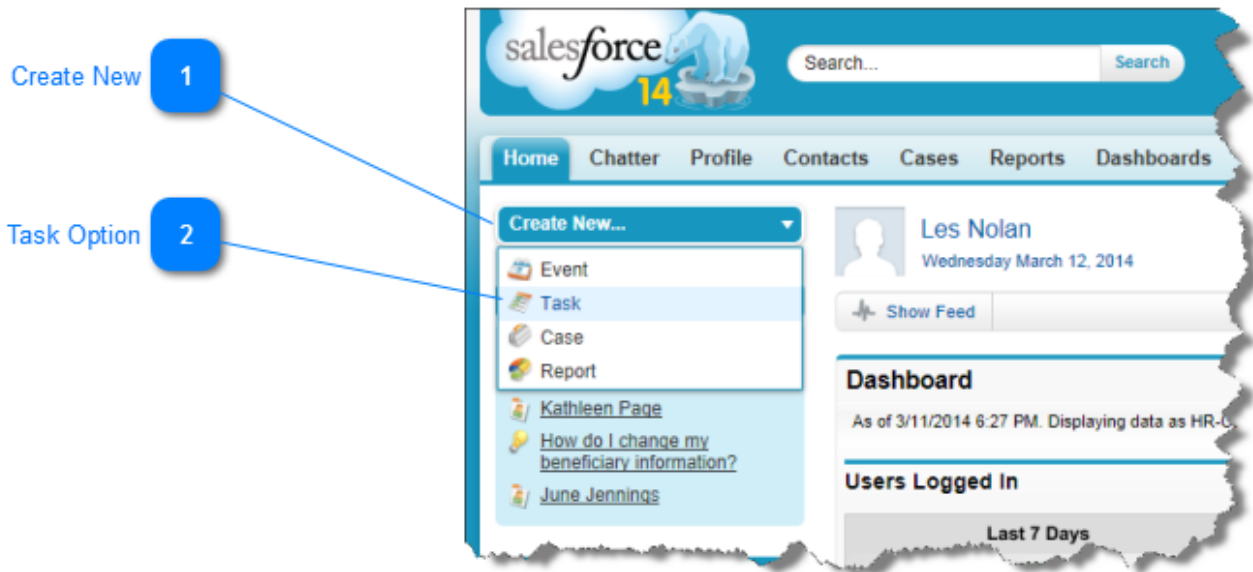 Create New 1
Task Option 2
salesforce
14
Search... Search
Home Chatter Profile Contacts Cases Reports Dashboards
Create New...
Event
Task
Case
Report
Kathleen Page
How do I change my
beneficiary information?
June Jennings
Les Nolan
Wednesday March 12, 2014
Show Feed
Dashboard
As of 3/11/2014 6:27 PM. Displaying data as HR-
Users Logged In
Last 7 Days